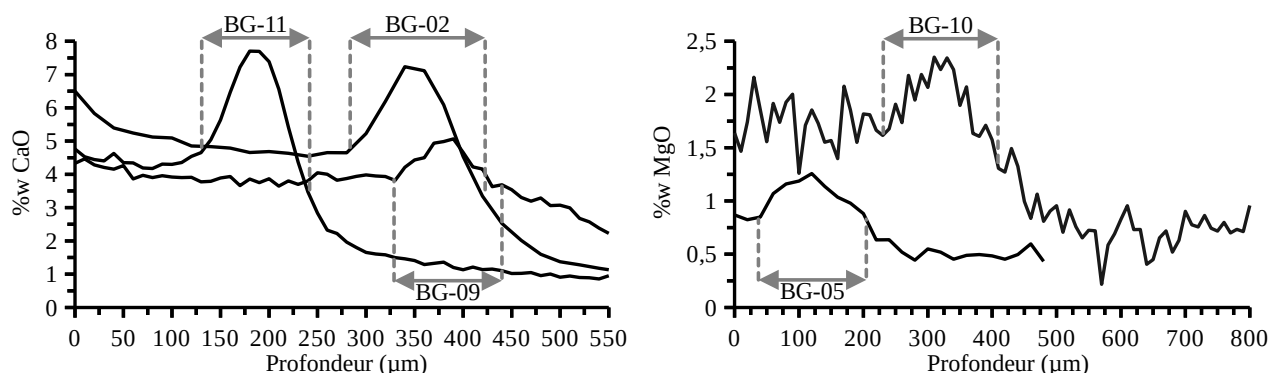 BG-11 BG-02
8
7
6
5
4
3
2
1
0
%w CaO
BG-09
0 50 100 150 200 250 300 350 400 450 500 550
Profondeur (µm)
BG-10
2,5
2
1,5
1
0,5
0
%w MgO
BG-05
0 100 200 300 400 500 600 700 800
Profondeur (µm)